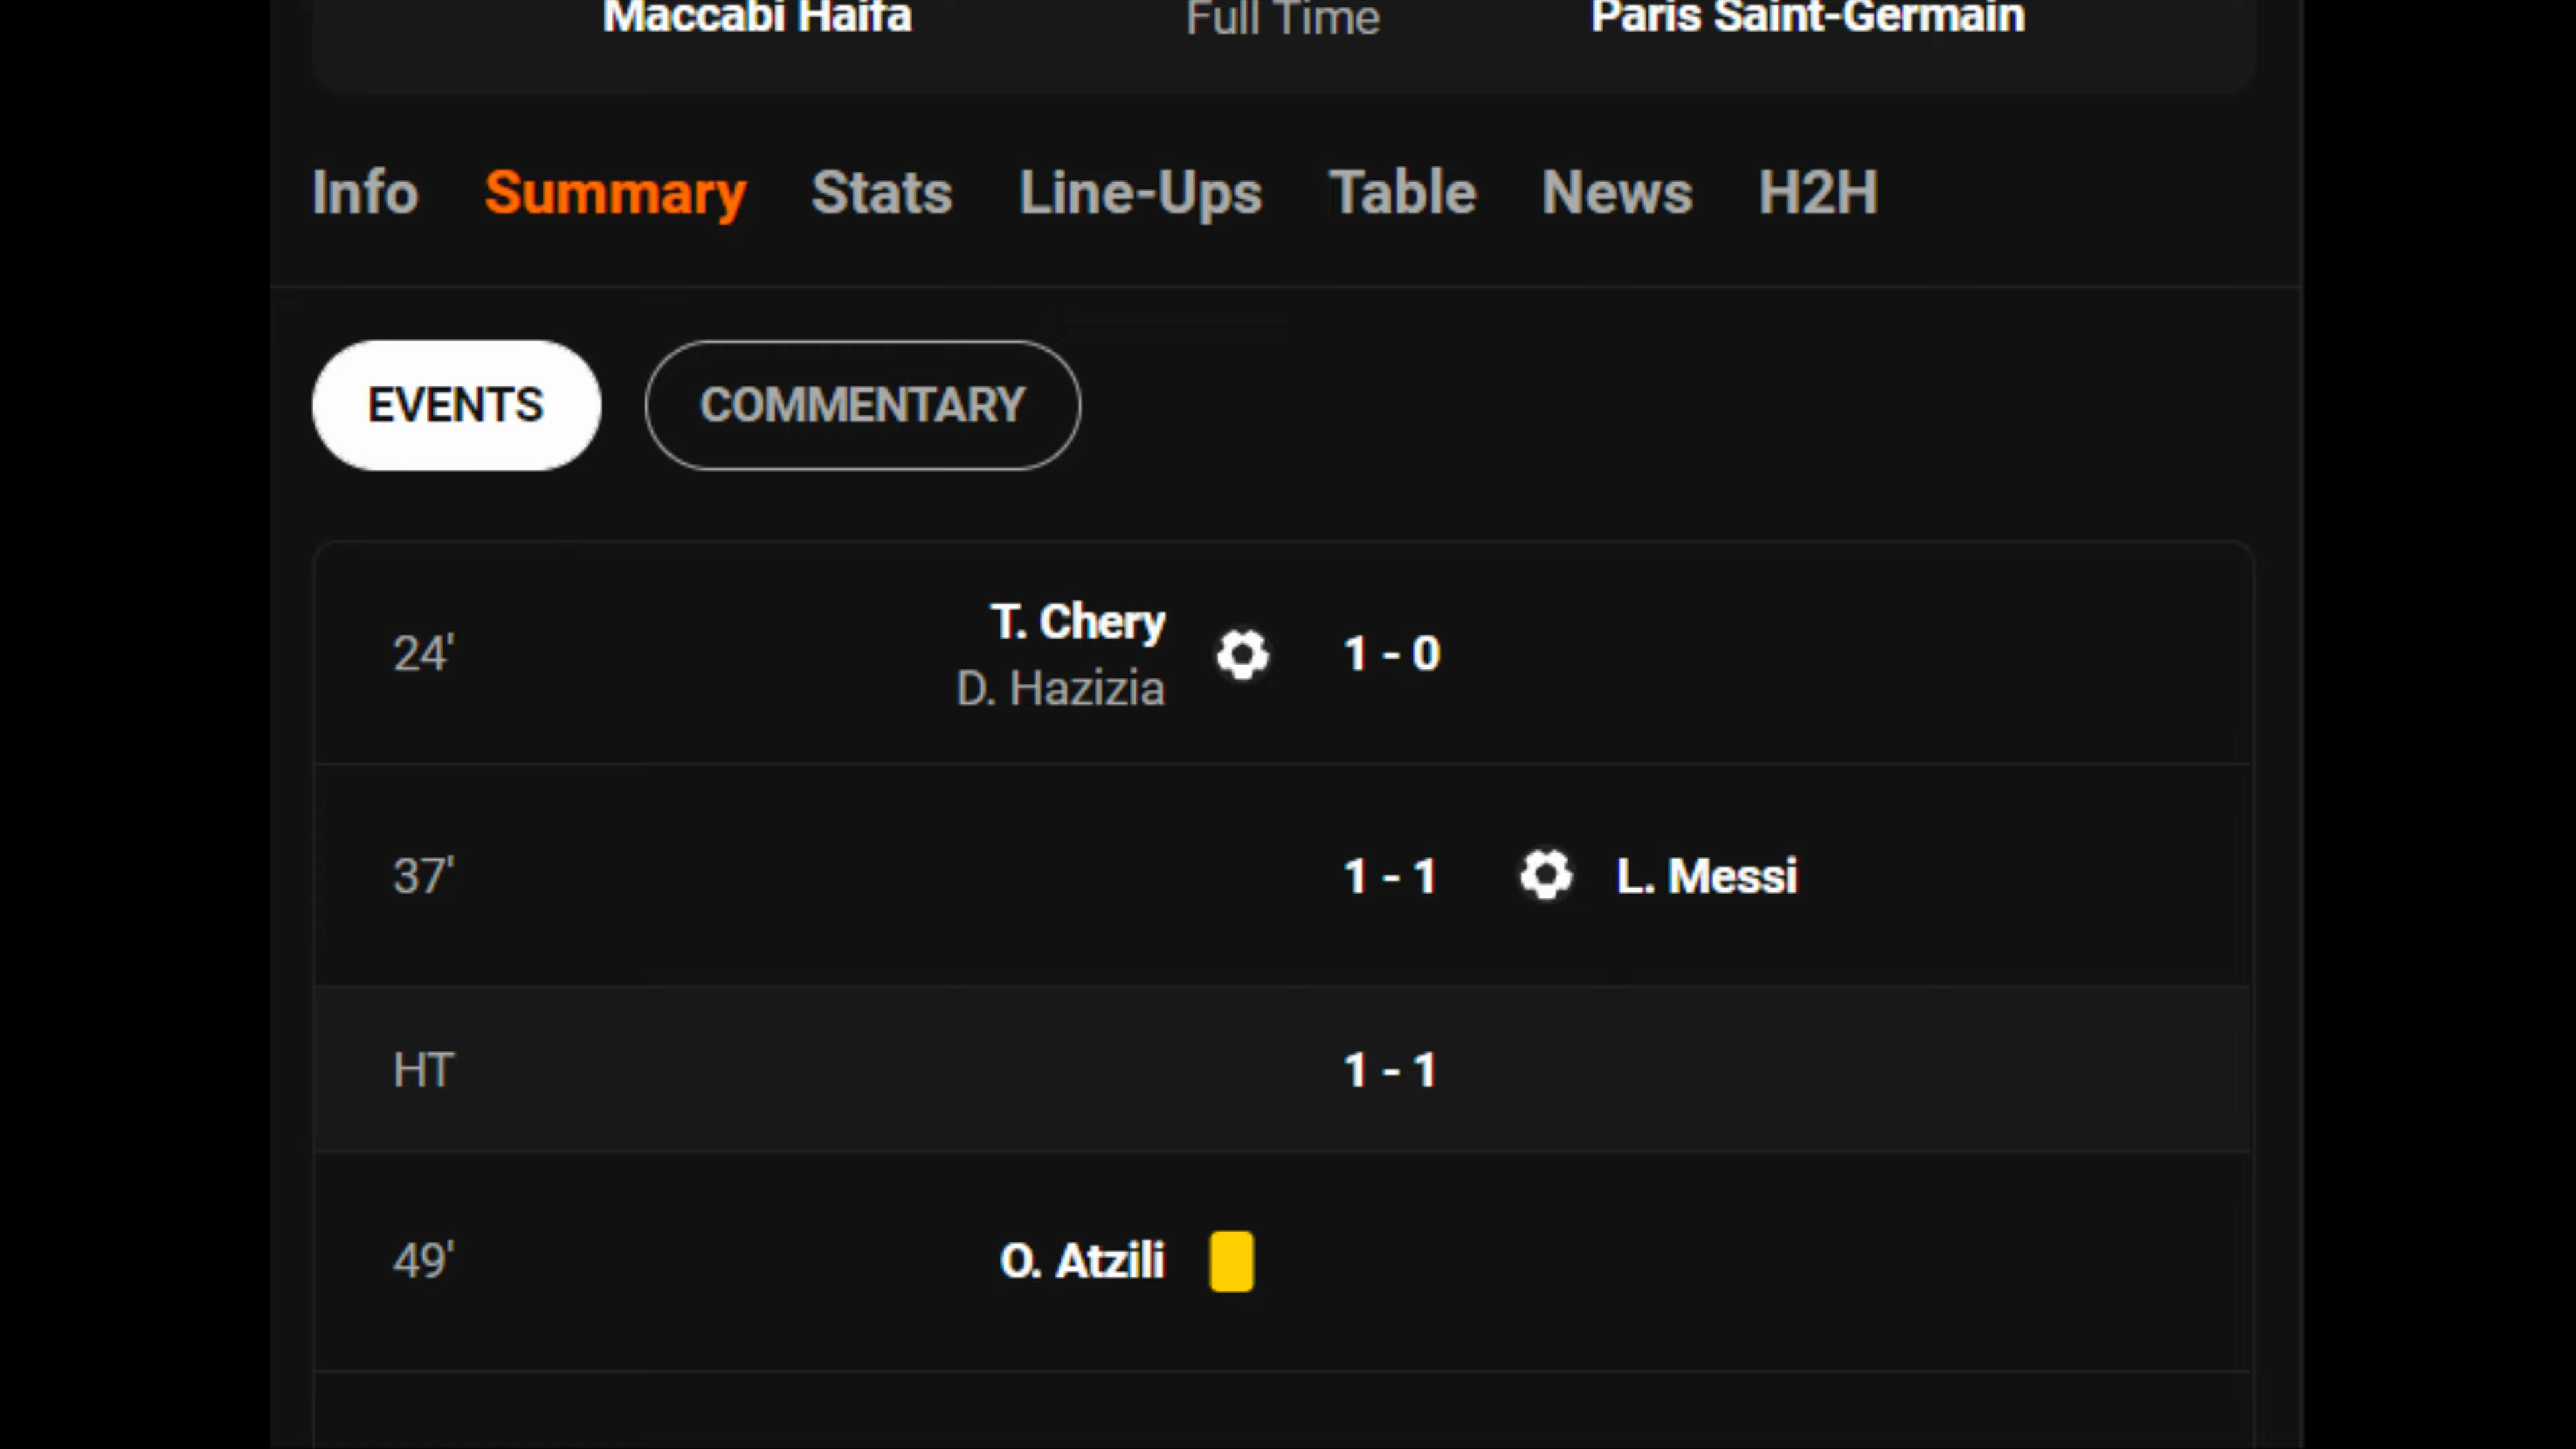 Maccabi Haifa Full Time Paris Saint-Germain
Info Summary Stats Line-Ups Table News H2H
EVENTS COMMENTARY
T. Chery
24' 1 - 0
D. Hazizia
37' 1 - 1 L. Messi
HT 1 - 1
49' O. Atzili